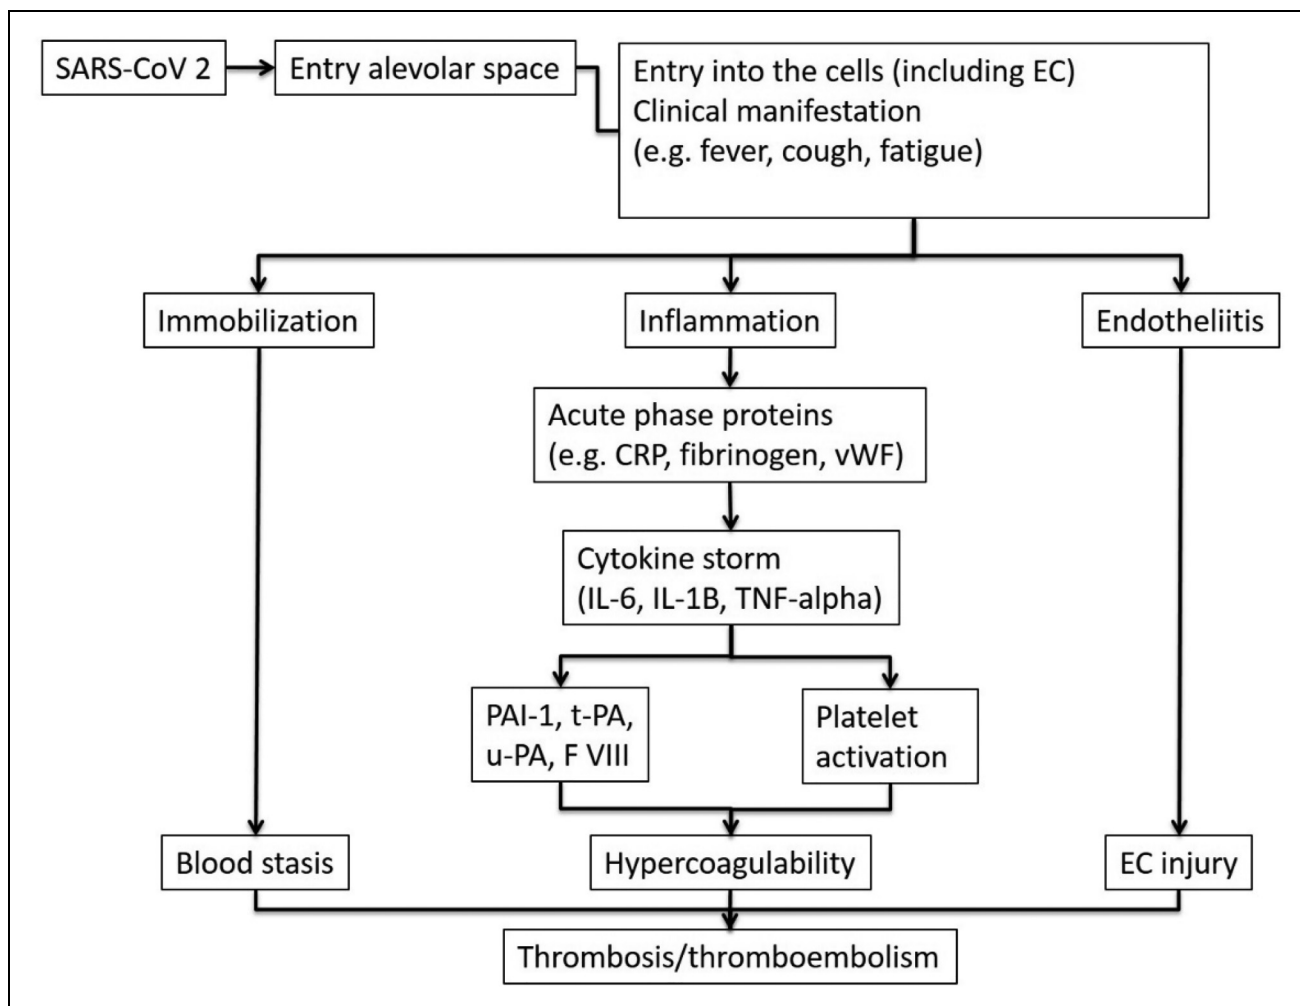 SARS-CoV 2
Entry alevolar space
Entry into the cells (including EC)
Clinical manifestation
(e.g. fever, cough, fatigue)
Immobilization
Inflammation
Endotheliitis
Acute phase proteins
(e.g. CRP, fibrinogen, vWF)
Cytokine storm
(IL-6, IL-1B, TNF-alpha)
PAI-1, t-PA,
u-PA, F VIII
Platelet
activation
Blood stasis
Hypercoagulability
EC injury
Thrombosis/thromboembolism